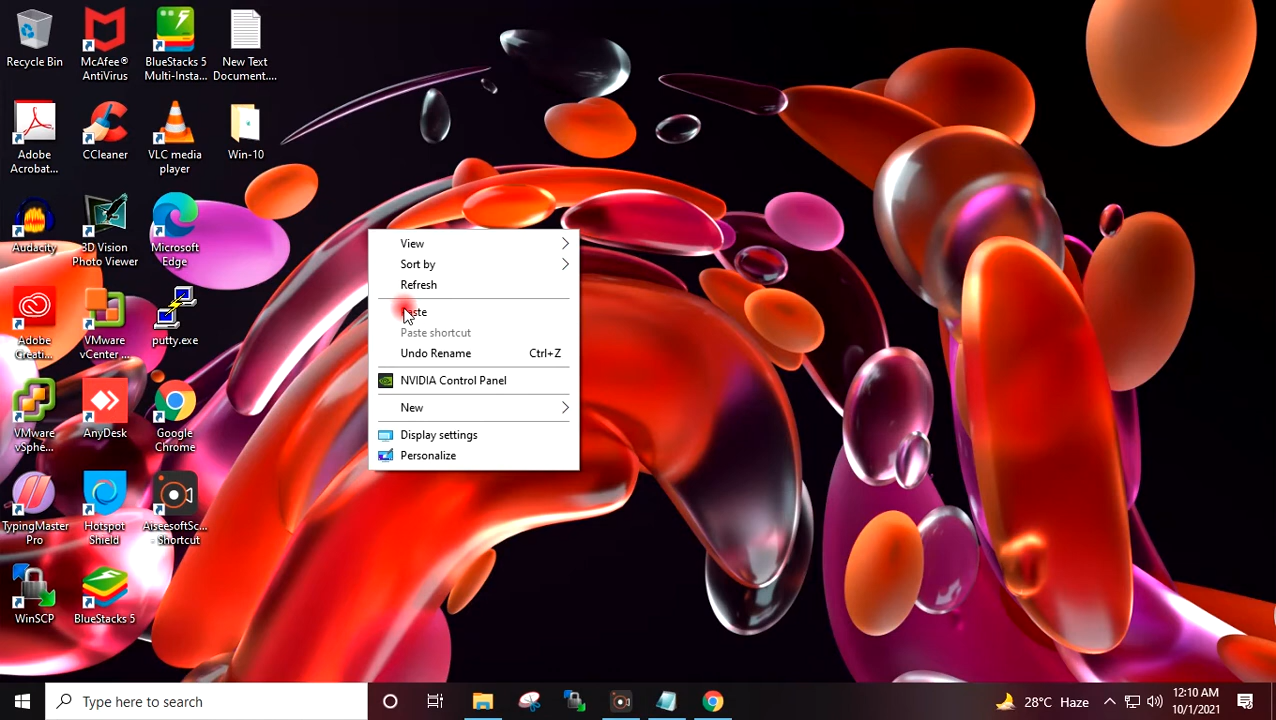 Recycle Bin
McAfee®
AntiVirus
BlueStacks 5
Multi-Insta...
New Text
Document....
Adobe
Acrobat...
CCleaner
VLC media
player
Win-10
Audacity
3D Vision
Photo Viewer
Microsoft
Edge
Adobe
Creati...
VMware
vCenter ...
putty.exe
VMware
vSphe...
AnyDesk
Google
Chrome
TypingMaster
Pro
Hotspot
Shield
AiseesoftSc...
- Shortcut
WinSCP
BlueStacks 5
View
Sort by
Refresh
Paste shortcut
Undo Rename Ctrl+Z
NVIDIA Control Panel
New
Display settings
Personalize
Type here to search
28°C Haze
12:10 AM
10/1/2021